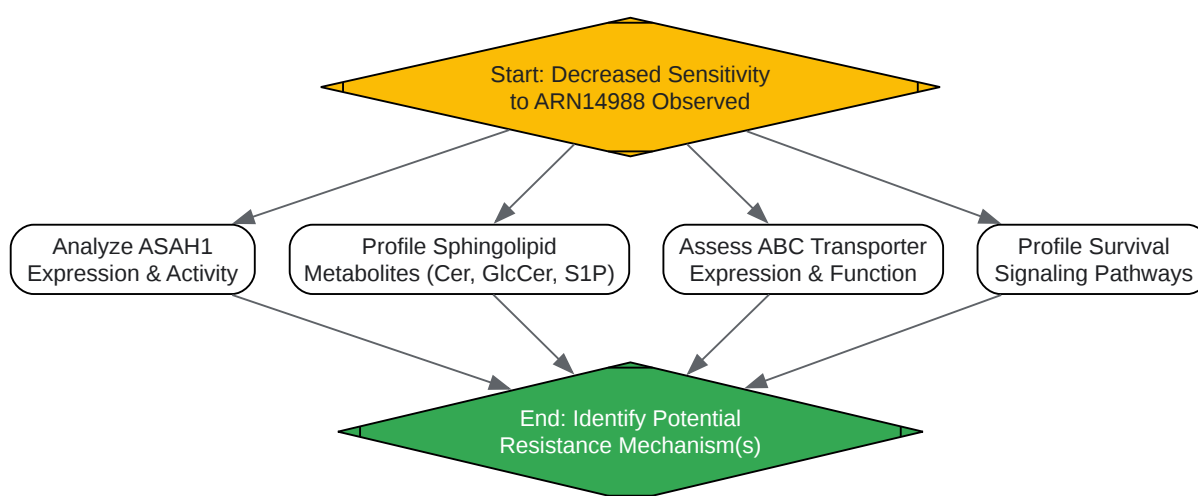 Start: Decreased Sensitivity
to ARN14988 Observed
Analyze ASAH1
Expression & Activity
Profile Sphingolipid
Metabolites (Cer, GlcCer, S1P)
Assess ABC Transporter
Expression & Function
Profile Survival
Signaling Pathways
End: Identify Potential
Resistance Mechanism(s)